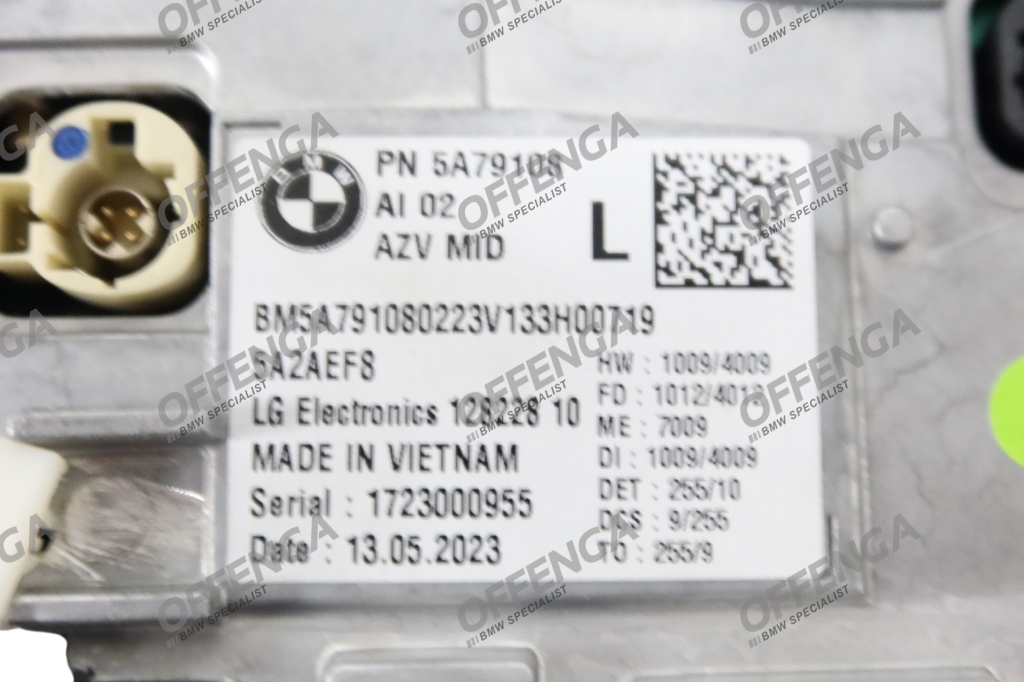 PN 5A79108
AI 02
AZV MID
L
BMW
BM5A791080223V133H00719
5A2AEF8
LG Electronics 128228 10
MADE IN VIETNAM
Serial : 1723000955
Date : 13.05.2023
HW : 1009/4009
FD : 1012/4012
ME : 7009
DI : 1009/4009
DET : 255/10
DCS : 9/255
TO : 255/9
OFFENGA
BMW SPECIALIST